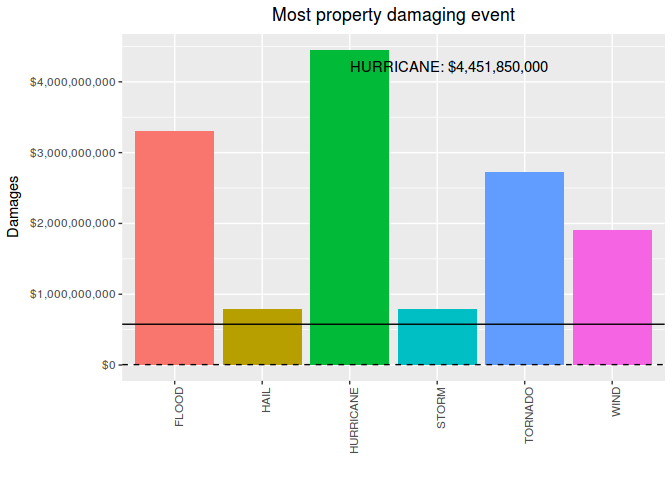 Most property damaging event
Damages
$4,000,000,000
$3,000,000,000
$2,000,000,000
$1,000,000,000
$0
HURRICANE: $4,451,850,000
FLOOD
HAIL
HURRICANE
STORM
TORNADO
WIND